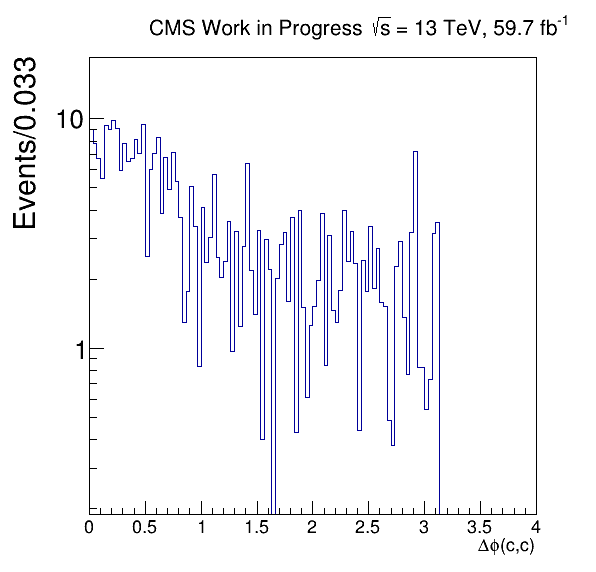 CMS Work in Progress √s = 13 TeV, 59.7 fb⁻¹
Events/0.033
10
1
0 0.5 1 1.5 2 2.5 3 3.5 4
Δϕ(c,c)